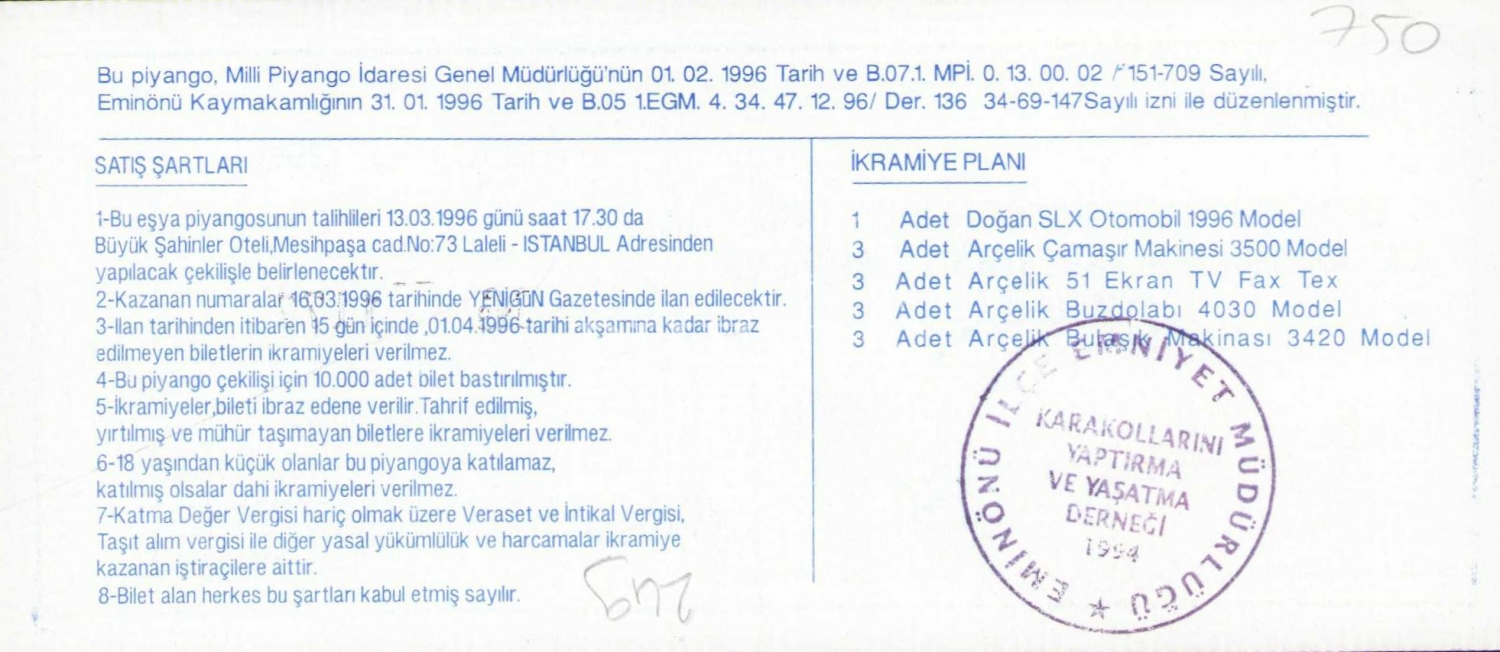 750
Bu piyango, Milli Piyango İdaresi Genel Müdürlüğü'nün 01. 02. 1996 Tarih ve B.07.1. MPİ. 0. 13. 00. 02 / 151-709 Sayılı,
Eminönü Kaymakamlığının 31. 01. 1996 Tarih ve B.05 1.EGM. 4. 34. 47. 12. 96/ Der. 136 34-69-147Sayılı izni ile düzenlenmiştir.
SATIŞ ŞARTLARI
1-Bu eşya piyangosunun talihlileri 13.03.1996 günü saat 17.30 da
Büyük Şahinler Oteli,Mesihpaşa cad.No:73 Laleli - ISTANBUL Adresinden
yapılacak çekilişle belirlenecektır.
2-Kazanan numaralar 16.03.1996 tarihinde YENİGÜN Gazetesinde ilan edilecektir.
3-Ilan tarihinden itibaren 15 gün içinde ,01.04.1996 tarihi akşamına kadar ibraz
edilmeyen biletlerin ikramiyeleri verilmez.
4-Bu piyango çekilişi için 10.000 adet bilet bastırılmıştır.
5-İkramiyeler,bileti ibraz edene verilir.Tahrif edilmiş,
yırtılmış ve mühür taşımayan biletlere ikramiyeleri verilmez.
6-18 yaşından küçük olanlar bu piyangoya katılamaz,
katılmış olsalar dahi ikramiyeleri verilmez.
7-Katma Değer Vergisi hariç olmak üzere Veraset ve İntikal Vergisi,
Taşıt alım vergisi ile diğer yasal yükümlülük ve harcamalar ikramiye
kazanan iştiraçilere aittir.
8-Bilet alan herkes bu şartları kabul etmiş sayılır.
İKRAMİYE PLANI
1 Adet Doğan SLX Otomobil 1996 Model
3 Adet Arçelik Çamaşır Makinesi 3500 Model
3 Adet Arçelik 51 Ekran TV Fax Tex
3 Adet Arçelik Buzdolabı 4030 Model
3 Adet Arçelik Bulaşık Makinası 3420 Model
EMİNÖNÜ İLÇE EMNİYET MÜDÜRLÜĞÜ
KARAKOLLARINI
YAPTIRMA
VE YAŞATMA
DERNEĞİ
1994